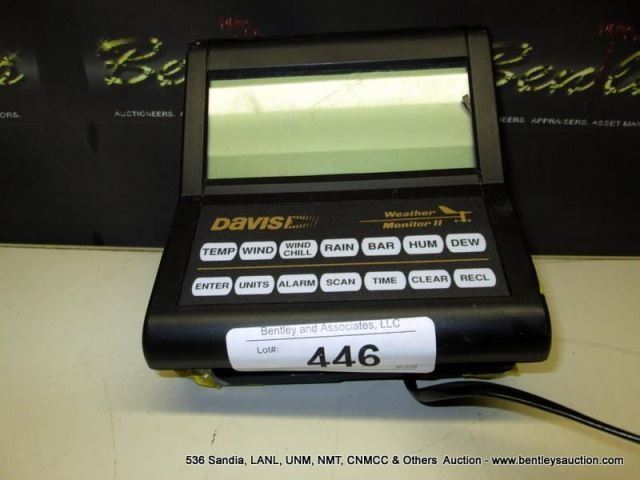 Bentley
AUCTIONEERS,
APPRAISERS, ASSET
DAVIS
Weather
Monitor II
TEMP WIND WIND CHILL RAIN BAR HUM DEW
ENTER UNITS ALARM SCAN TIME CLEAR RECL
Bentley and Associates, LLC
Lot#: 446
536 Sandia, LANL, UNM, NMT, CNMCC & Others Auction - www.bentleysauction.com